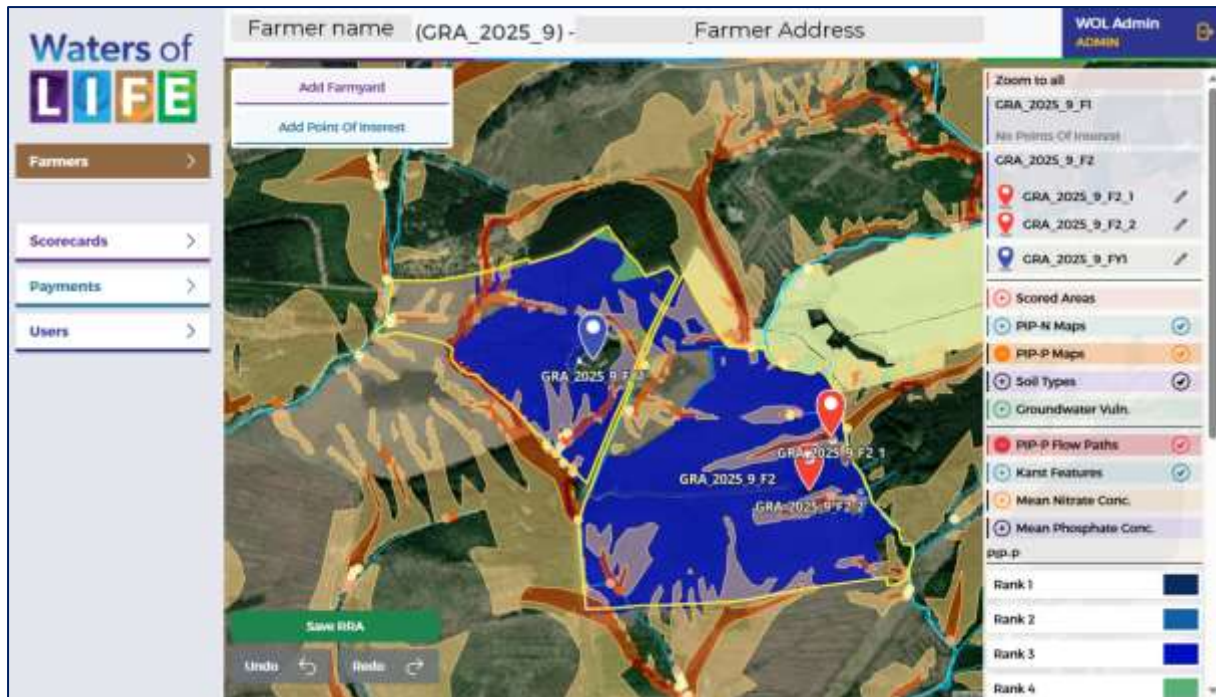 Farmer name (GRA_2025_9) - Farmer Address
WOL Admin
ADMIN
Waters of
LIFE
Farmers
Scorecards
Payments
Users
Add Farmyard
Add Point Of Interest
GRA_2025_9_F
GRA_2025_9_F2_1
GRA_2025_9_F2
GRA_2025_9_F2_2
Save RRA
Undo
Redo
Zoom to all
GRA_2025_9_F1
No Points Of Interest
GRA_2025_9_F2
GRA_2025_9_F2_1
GRA_2025_9_F2_2
GRA_2025_9_FY1
Scored Areas
PIP-N Maps
PIP-P Maps
Soil Types
Groundwater Vuln.
PIP-P Flow Paths
Karst Features
Mean Nitrate Conc.
Mean Phosphate Conc.
PIP-P
Rank 1
Rank 2
Rank 3
Rank 4